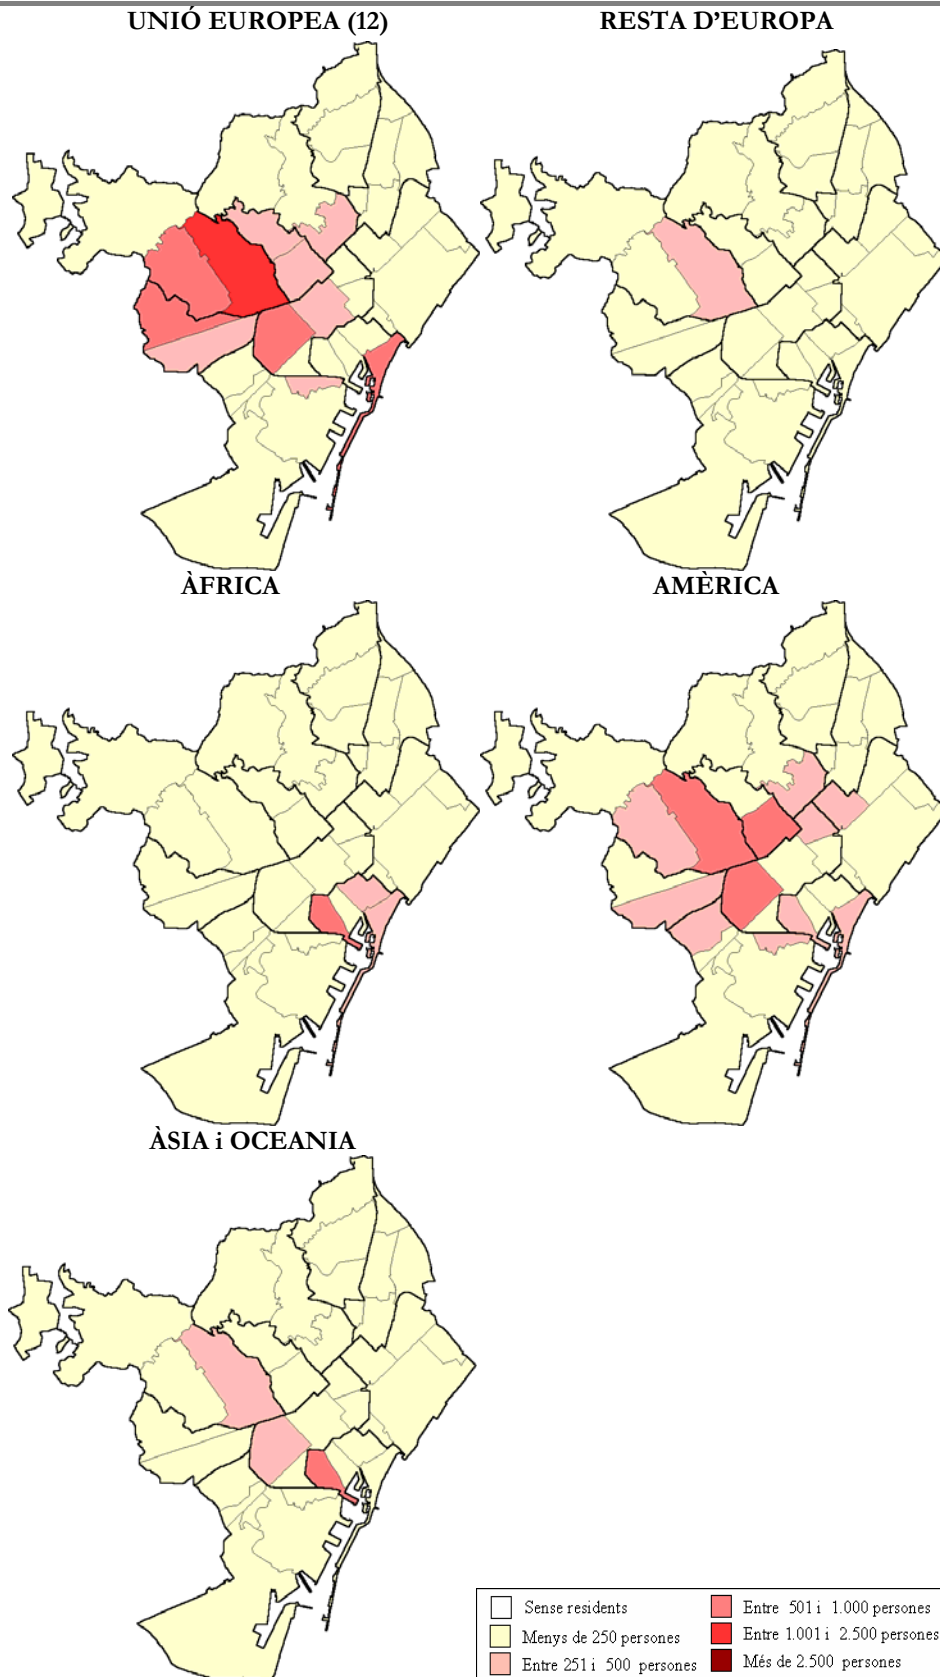 UNIÓ EUROPEA (12)
RESTA D’EUROPA
ÀFRICA
AMÈRICA
ÀSIA i OCEANIA
Sense residents
Menys de 250 persones
Entre 251 i 500 persones
Entre 501 i 1.000 persones
Entre 1.001 i 2.500 persones
Més de 2.500 persones